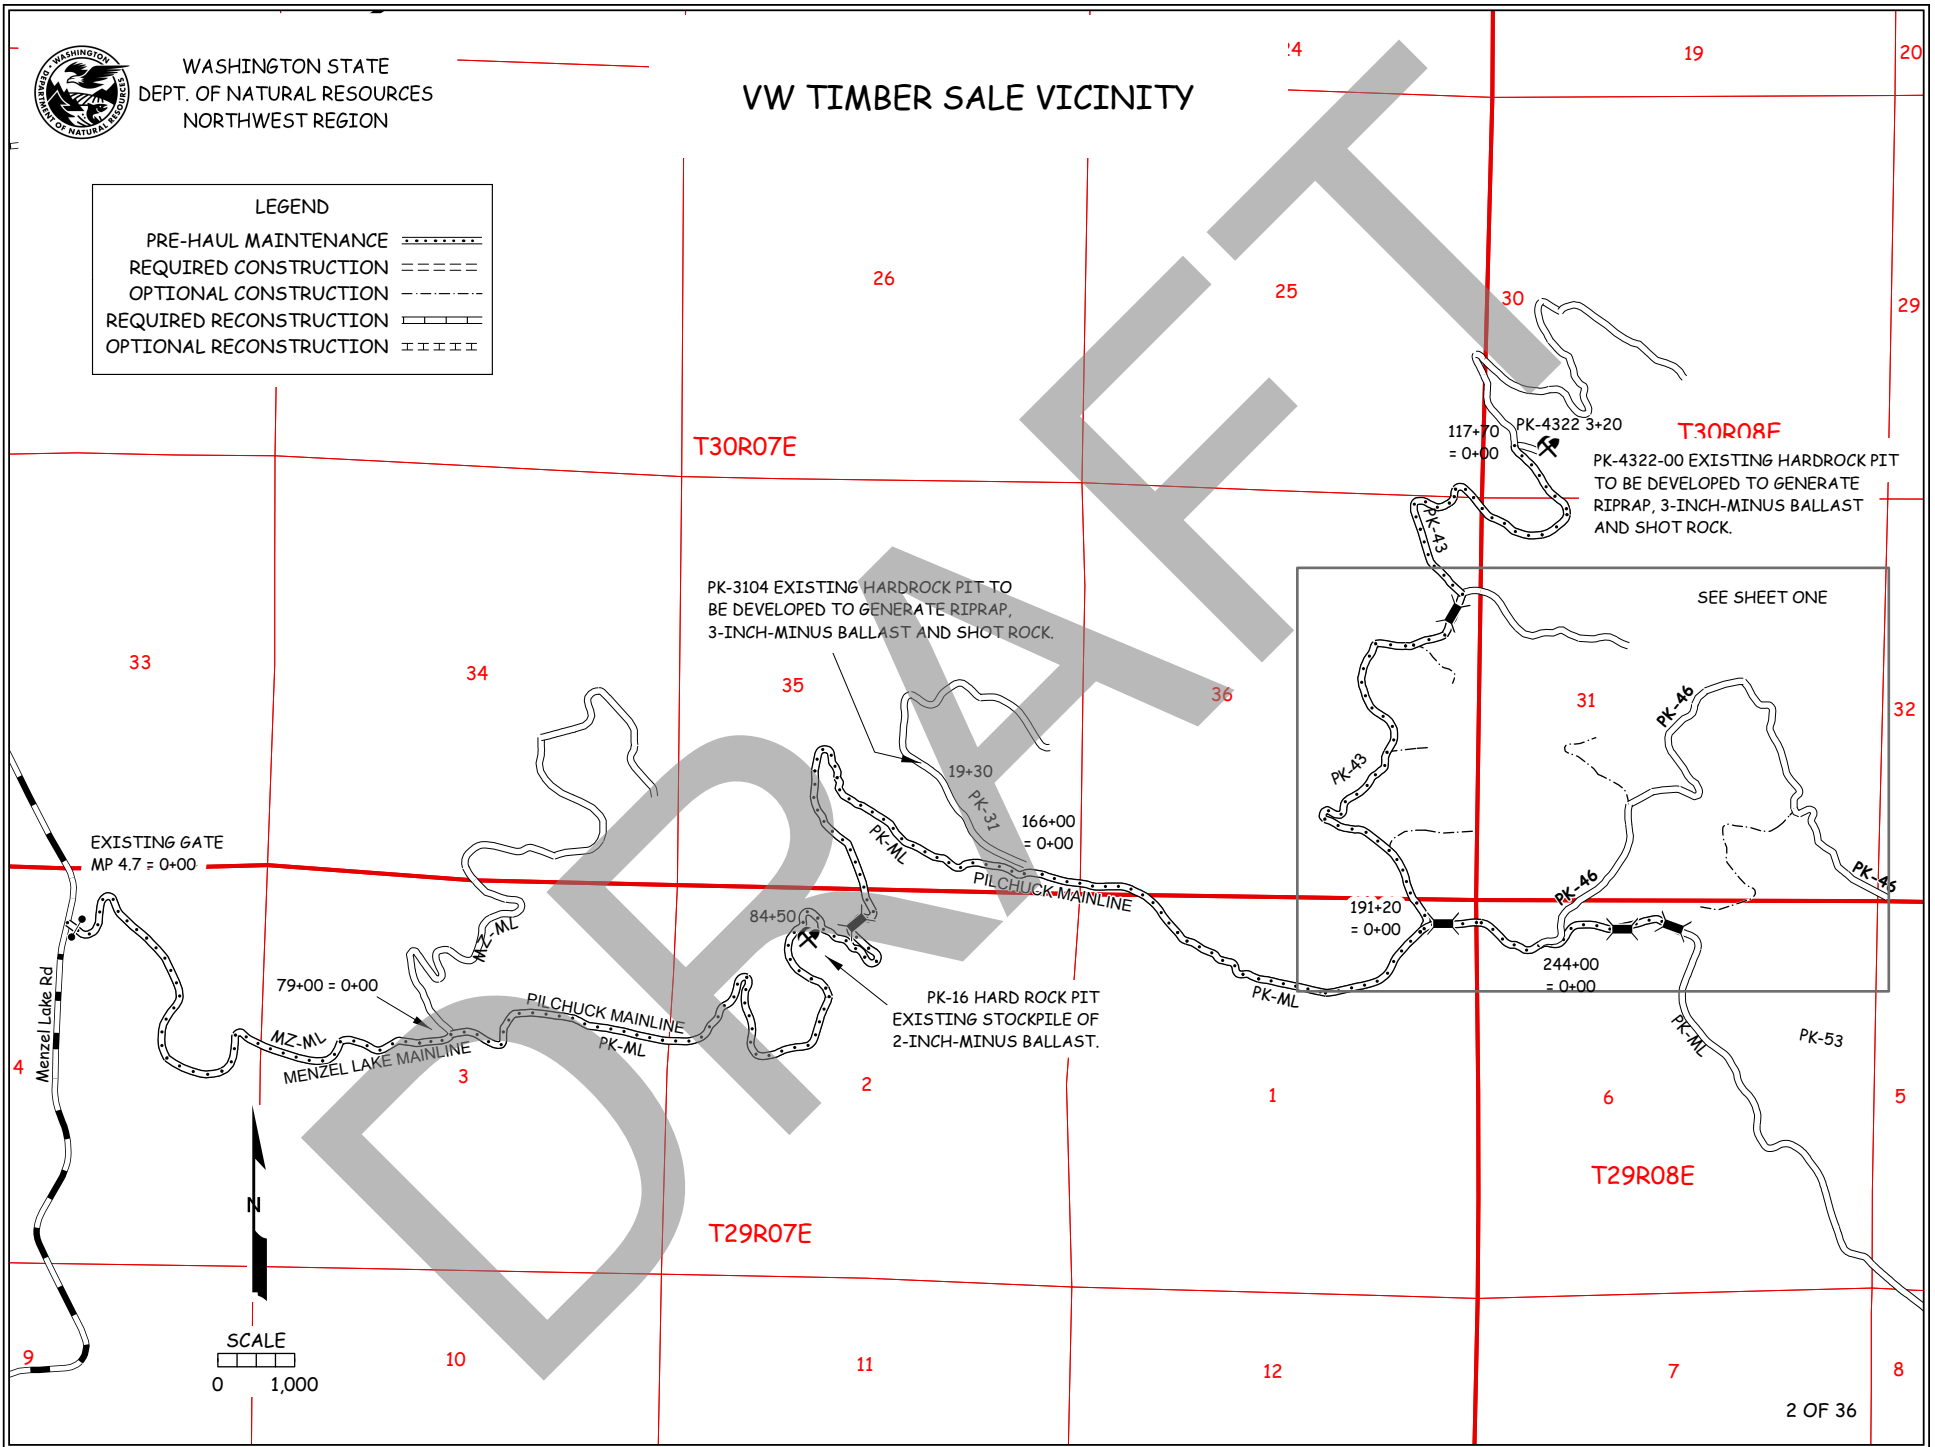 WASHINGTON
DEPARTMENT OF NATURAL RESOURCES
WASHINGTON STATE
DEPT. OF NATURAL RESOURCES
NORTHWEST REGION
VW TIMBER SALE VICINITY
19
20
LEGEND
PRE-HAUL MAINTENANCE
REQUIRED CONSTRUCTION
OPTIONAL CONSTRUCTION
REQUIRED RECONSTRUCTION
OPTIONAL RECONSTRUCTION
26
25
30
29
T30R07E
T30R08E
117+70
= 0+00
PK-4322 3+20
PK-4322-00 EXISTING HARDROCK PIT
TO BE DEVELOPED TO GENERATE
RIPRAP, 3-INCH-MINUS BALLAST
AND SHOT ROCK.
PK-43
PK-3104 EXISTING HARDROCK PIT TO
BE DEVELOPED TO GENERATE RIPRAP,
3-INCH-MINUS BALLAST AND SHOT ROCK.
SEE SHEET ONE
33
34
35
36
31
32
PK-46
PK-43
19+30
PK-31
166+00
= 0+00
PK-ML
PILCHUCK MAINLINE
EXISTING GATE
MP 4.7 = 0+00
PK-46
PK-46
191+20
= 0+00
84+50
MZ-ML
244+00
= 0+00
79+00 = 0+00
PK-16 HARD ROCK PIT
EXISTING STOCKPILE OF
2-INCH-MINUS BALLAST.
PILCHUCK MAINLINE
PK-ML
PK-ML
PK-ML
PK-53
MZ-ML
MENZEL LAKE MAINLINE
Menzel Lake Rd
4
3
2
1
6
5
T29R08E
T29R07E
N
SCALE
0 1,000
9
10
11
12
7
8
2 OF 36
DRAFT